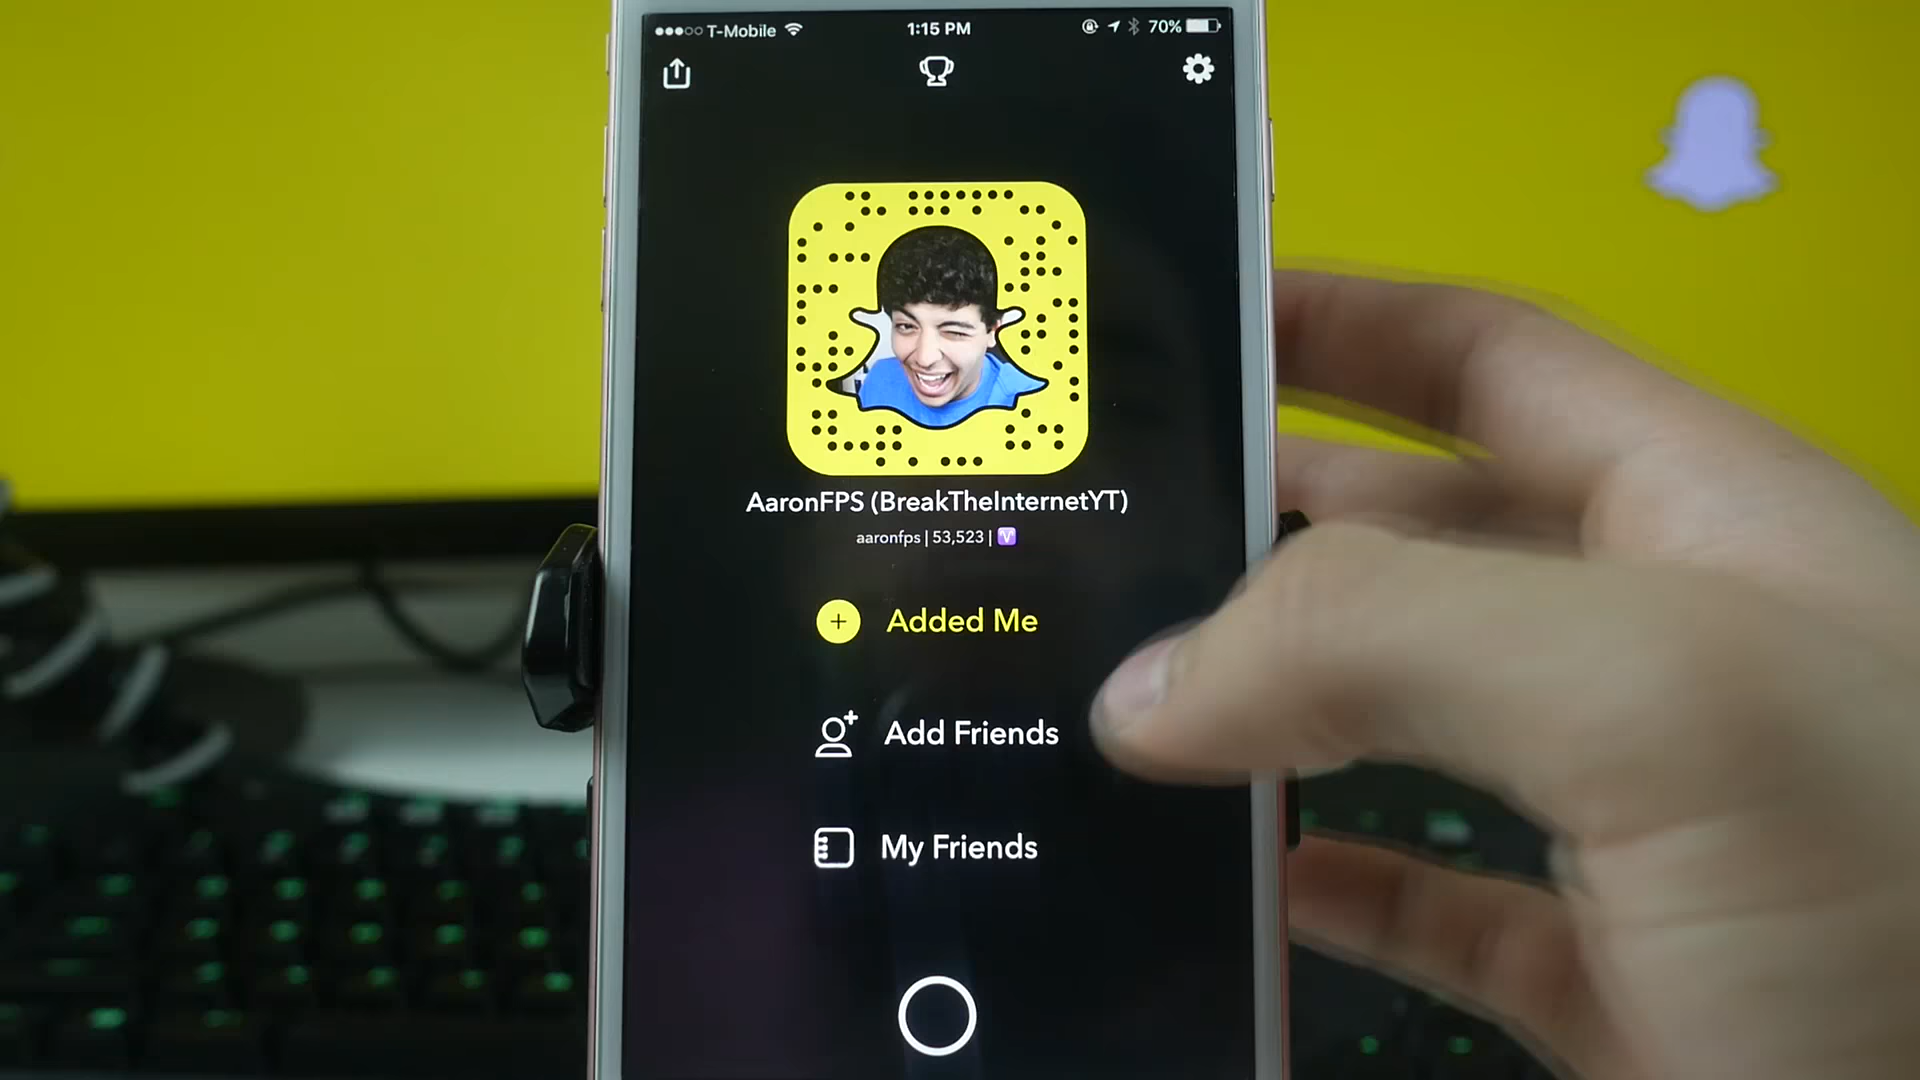 T-Mobile 1:15 PM 70%
AaronFPS (BreakTheInternetYT)
aaronfps | 53,523 | ♈
Added Me
Add Friends
My Friends